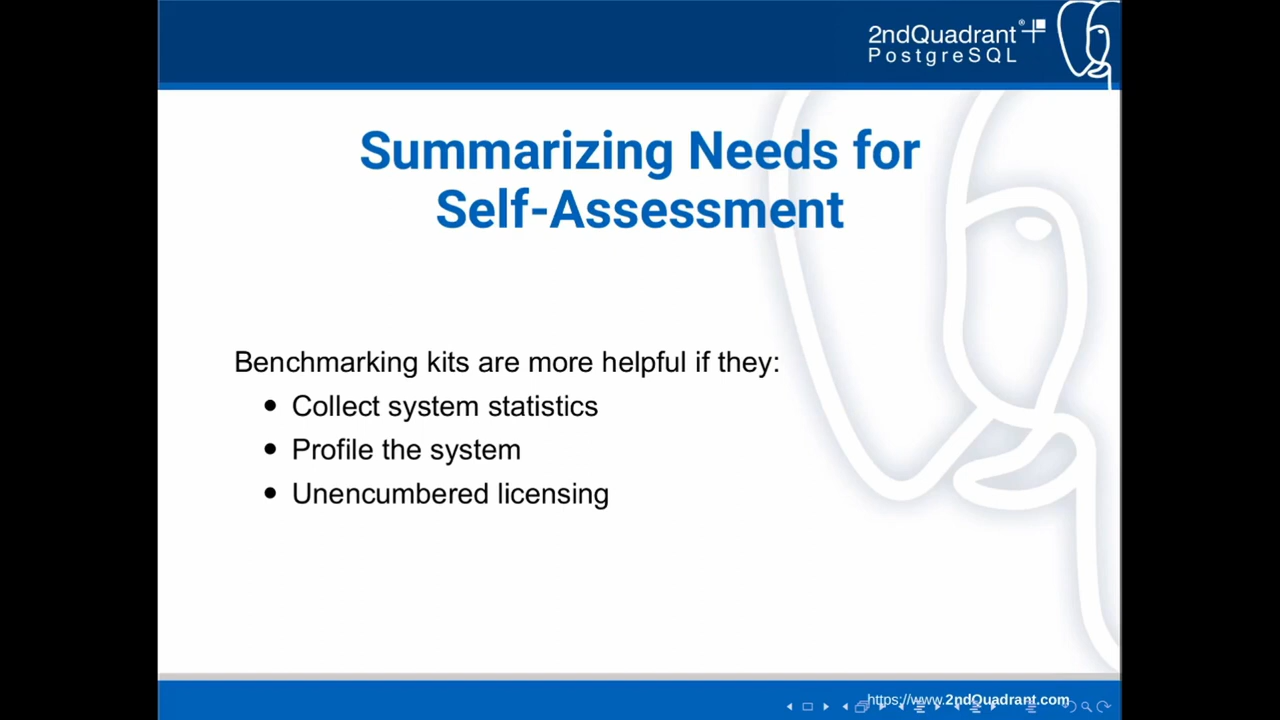 2ndQuadrant®
PostgreSQL
Summarizing Needs for
Self-Assessment
Benchmarking kits are more helpful if they:
• Collect system statistics
• Profile the system
• Unencumbered licensing
https://www.2ndQuadrant.com